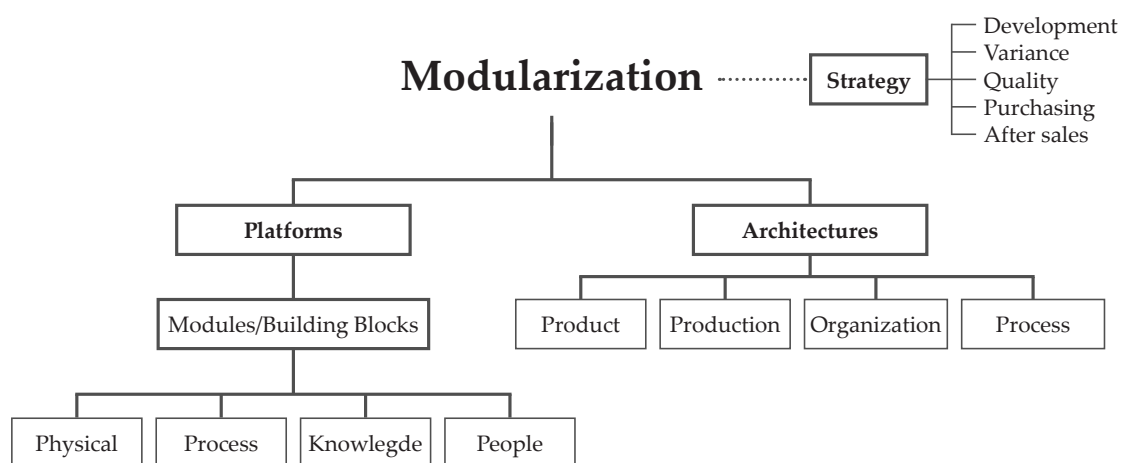 Modularization
Strategy
Development
Variance
Quality
Purchasing
After sales
Platforms
Architectures
Modules/Building Blocks
Product
Production
Organization
Process
Physical
Process
Knowlegde
People